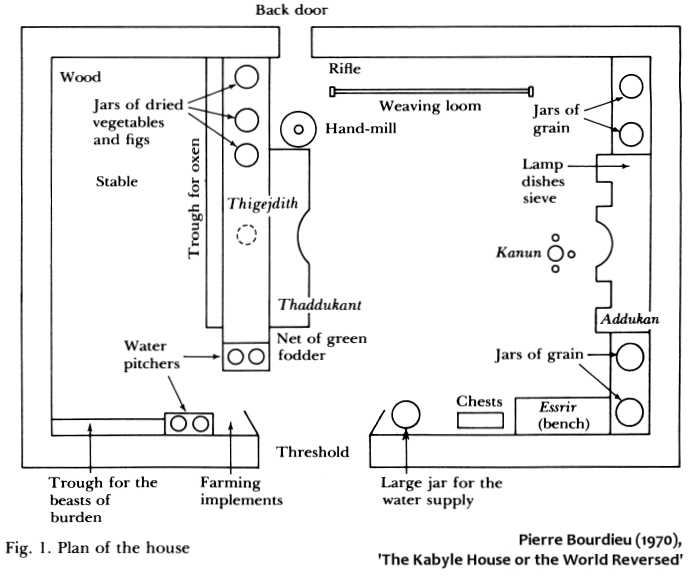 Back door
Wood
Rifle
Jars of dried
vegetables
and figs
Weaving loom
Jars of
grain
Hand-mill
Trough for oxen
Stable
Lamp
dishes
sieve
Thigejdith
Kanun
Thaddukant
Addukan
Net of green
fodder
Water
pitchers
Jars of grain
Chests
Essrir
(bench)
Threshold
Trough for the
beasts of
burden
Farming
implements
Large jar for the
water supply
Fig. 1. Plan of the house
Pierre Bourdieu (1970),
'The Kabyle House or the World Reversed'